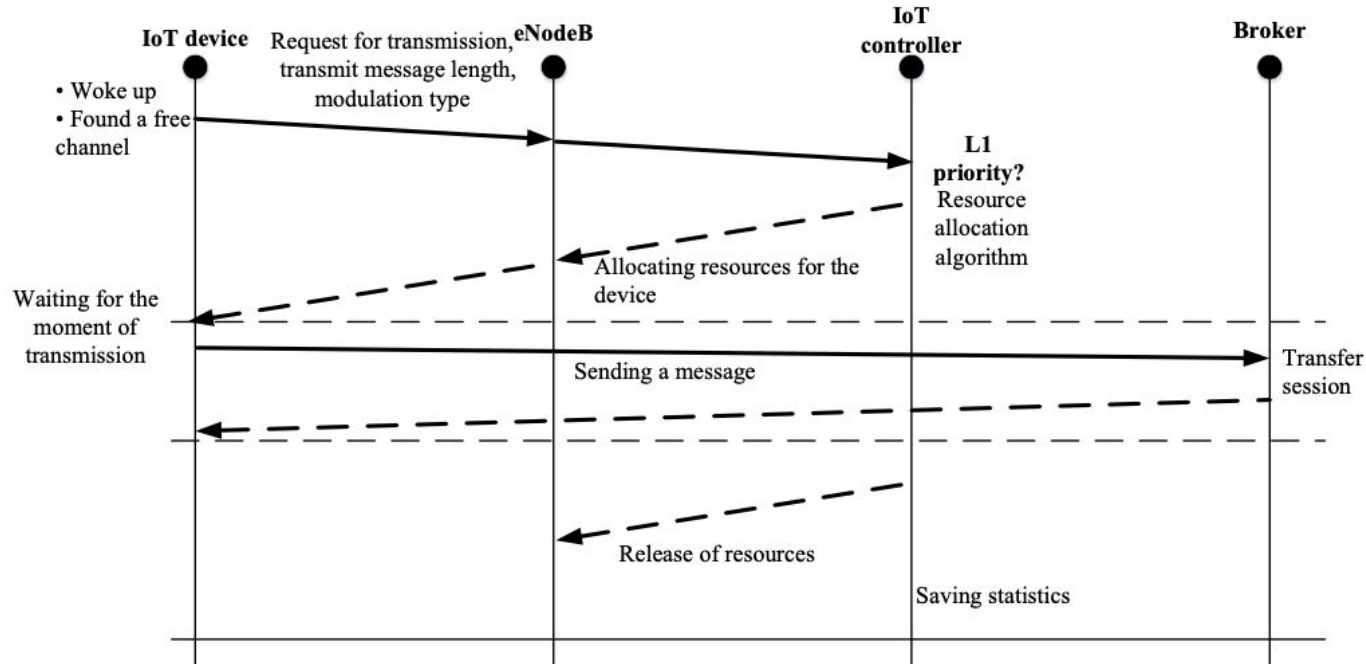 IoT device
Request for transmission,
transmit message length,
modulation type
eNodeB
IoT
controller
Broker
• Woke up
• Found a free
channel
L1
priority?
Resource
allocation
algorithm
Allocating resources for the
device
Waiting for the
moment of
transmission
Sending a message
Transfer
session
Release of resources
Saving statistics